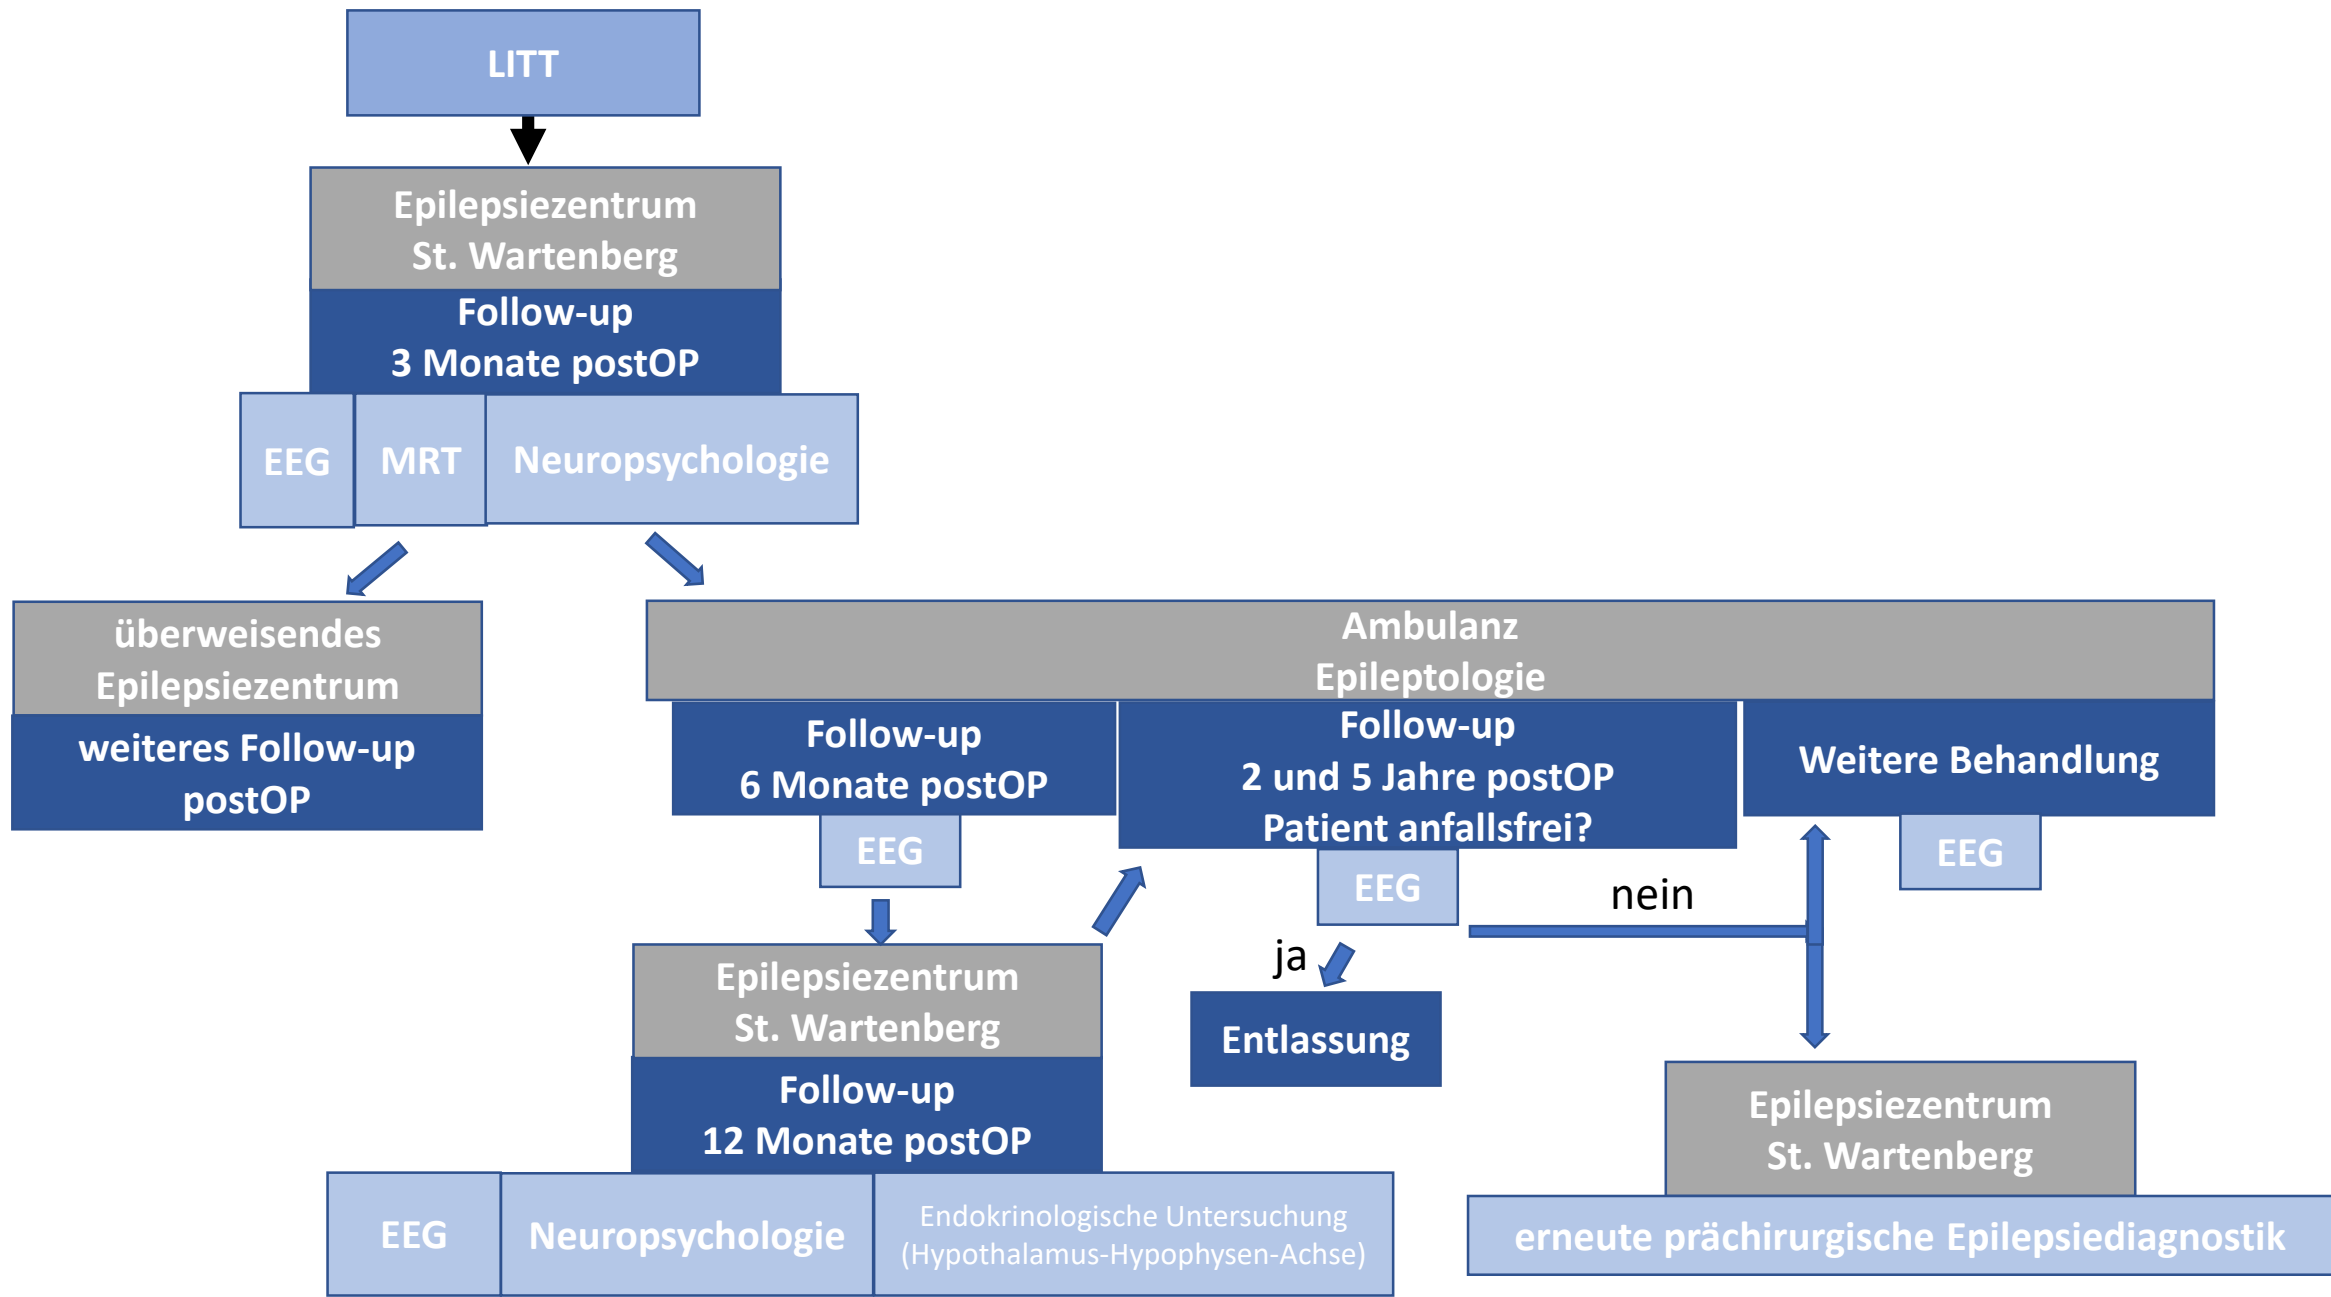 LITT
Epilepsiezentrum
St. Wartenberg
Follow-up
3 Monate postOP
EEG
MRT
Neuropsychologie
überweisendes
Epilepsiezentrum
weiteres Follow-up
postOP
Ambulanz
Epileptologie
Follow-up
6 Monate postOP
EEG
Follow-up
2 und 5 Jahre postOP
Patient anfallsfrei?
EEG
Weitere Behandlung
EEG
nein
ja
Entlassung
Epilepsiezentrum
St. Wartenberg
Follow-up
12 Monate postOP
EEG
Neuropsychologie
Endokrinologische Untersuchung
(Hypothalamus-Hypophysen-Achse)
Epilepsiezentrum
St. Wartenberg
erneute prächirurgische Epilepsiediagnostik